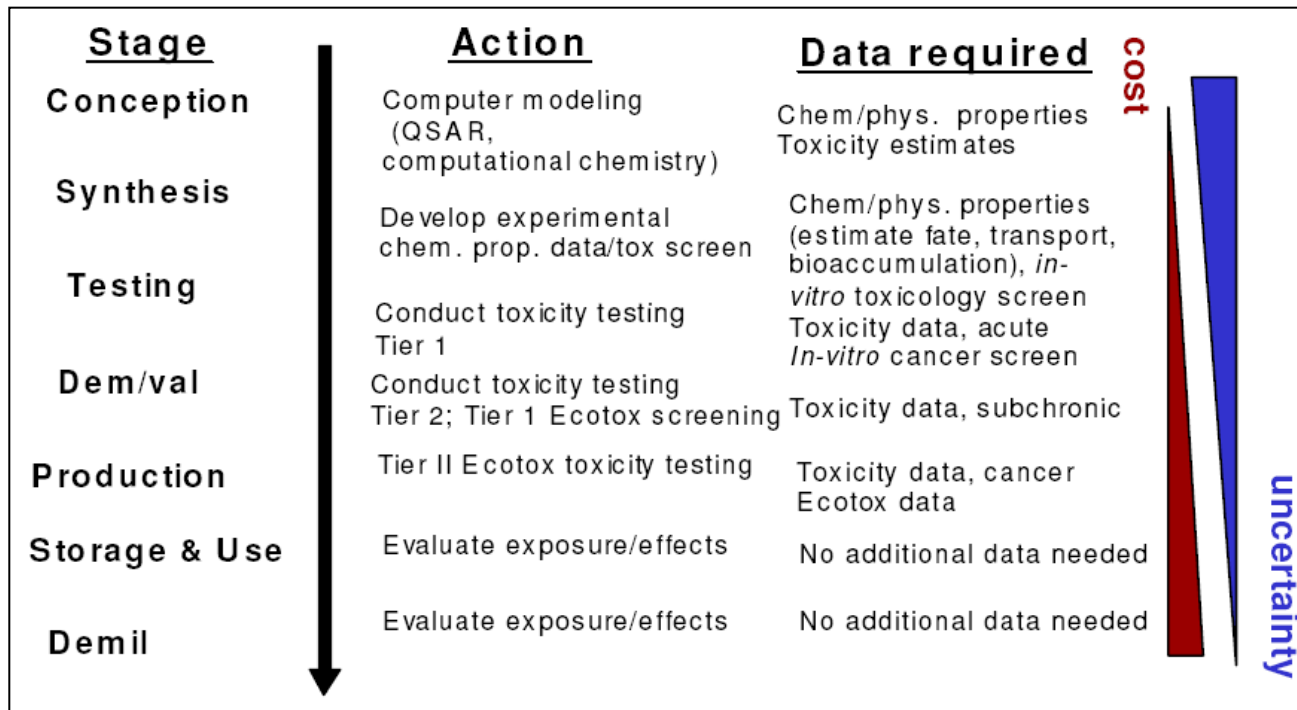 Stage
Action
Data required
cost
Conception
Computer modeling
(QSAR,
computational chemistry)
Chem/phys. properties
Toxicity estimates
Synthesis
Develop experimental
chem. prop. data/tox screen
Chem/phys. properties
(estimate fate, transport,
bioaccumulation), in-
vitro toxicology screen
Testing
Conduct toxicity testing
Tier 1
Toxicity data, acute
In-vitro cancer screen
Dem/val
Conduct toxicity testing
Tier 2; Tier 1 Ecotox screening
Toxicity data, subchronic
Production
Tier II Ecotox toxicity testing
Toxicity data, cancer
Ecotox data
Storage & Use
Evaluate exposure/effects
No additional data needed
Demil
Evaluate exposure/effects
No additional data needed
uncertainty